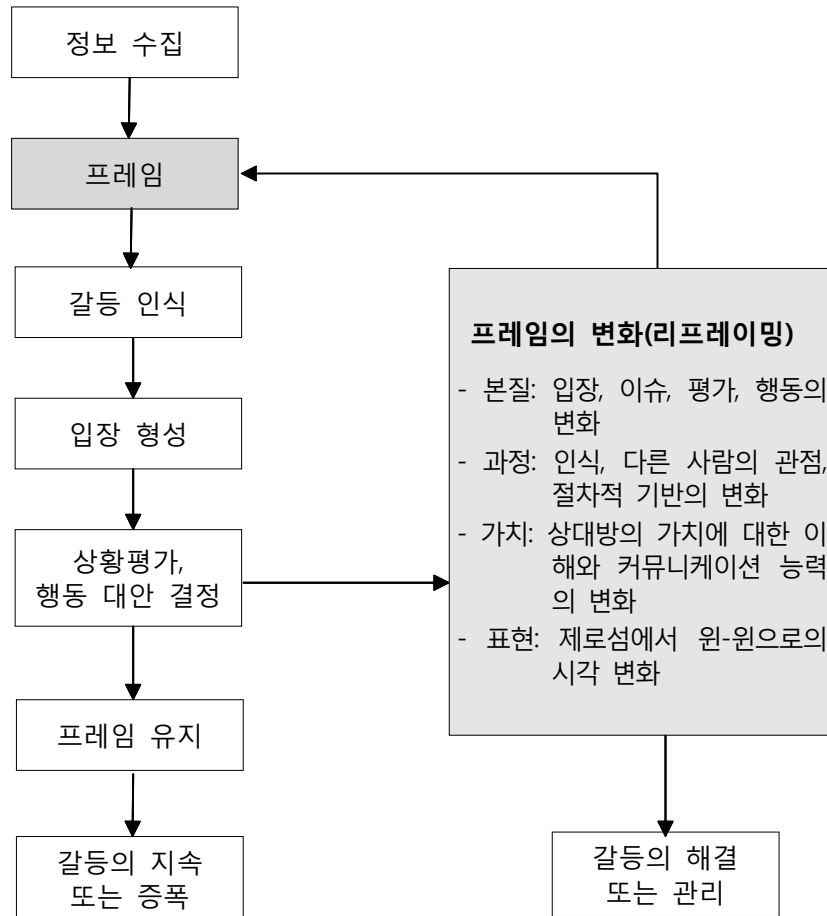 정보 수집
프레임
갈등 인식
입장 형성
상황평가,
행동 대안 결정
프레임 유지
갈등의 지속
또는 증폭
프레임의 변화(리프레이밍)
- 본질: 입장, 이슈, 평가, 행동의
변화
- 과정: 인식, 다른 사람의 관점,
절차적 기반의 변화
- 가치: 상대방의 가치에 대한 이
해와 커뮤니케이션 능력
의 변화
- 표현: 제로섬에서 윈-윈으로의
시각 변화
갈등의 해결
또는 관리